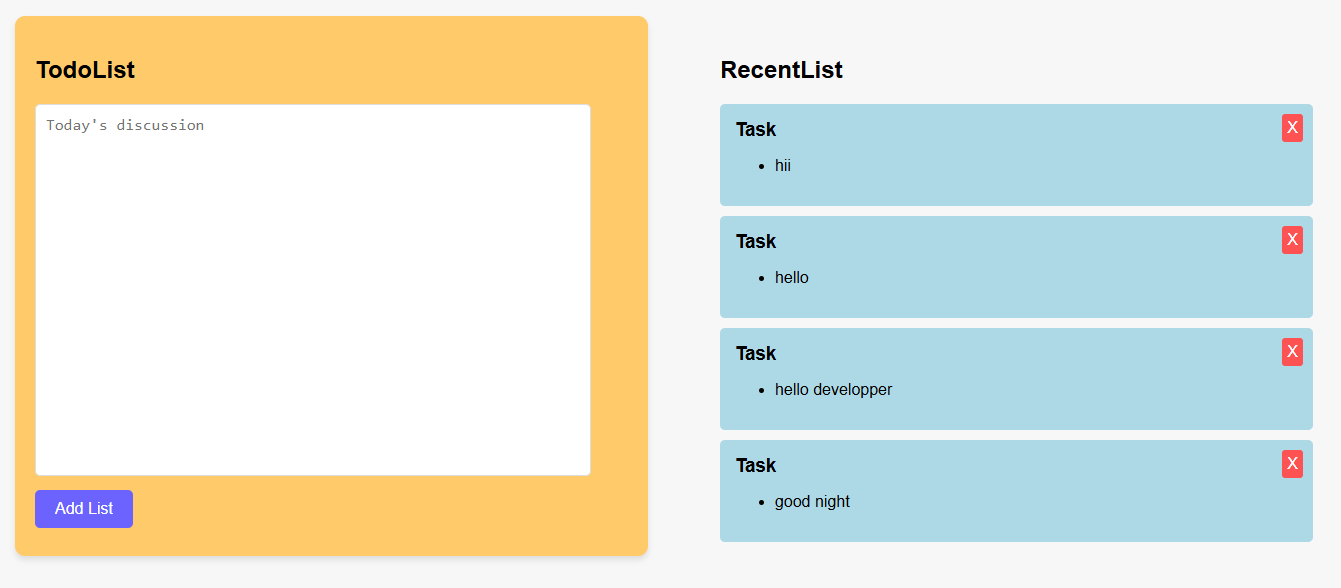 TodoList
Today's discussion
Add List
RecentList
Task
X
• hii
Task
X
• hello
Task
X
• hello developper
Task
X
• good night